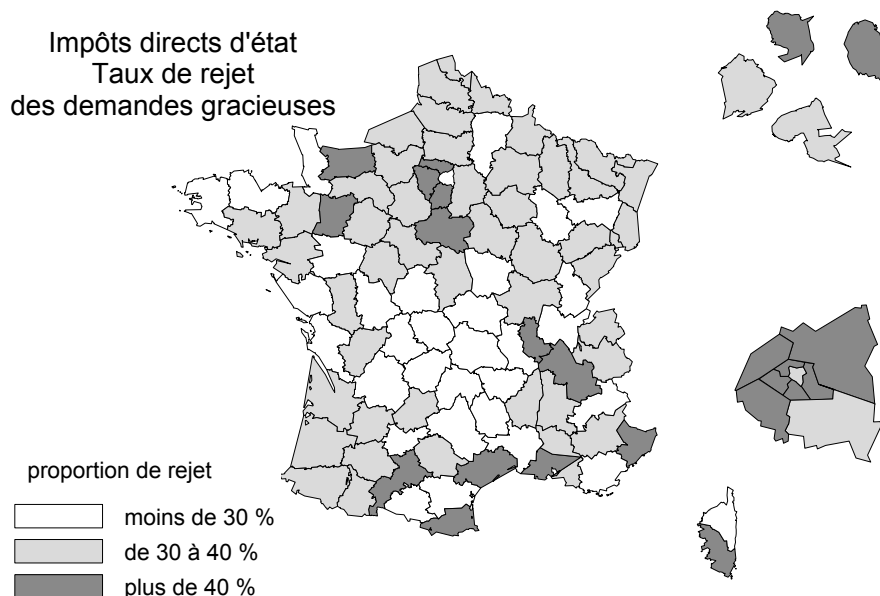 Impôts directs d'état
Taux de rejet
des demandes gracieuses
proportion de rejet
moins de 30 %
de 30 à 40 %
plus de 40 %